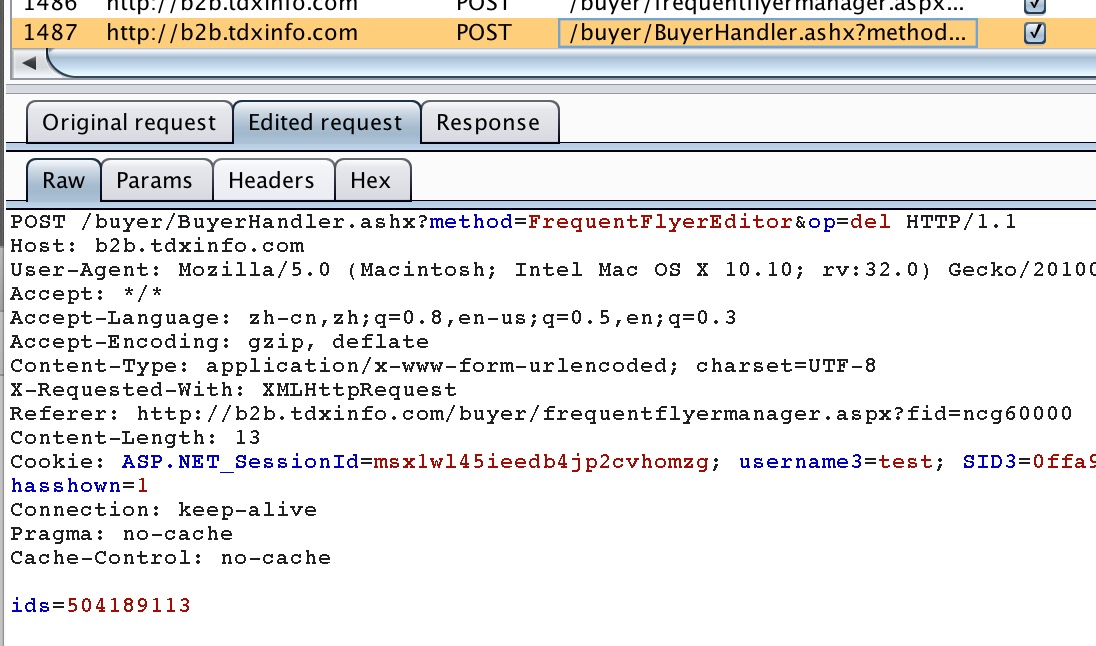 1486 http://b2b.tdxinfo.com POST /buyer/frequentflyermanager.aspx...
1487 http://b2b.tdxinfo.com POST /buyer/BuyerHandler.ashx?method...
Original request Edited request Response
Raw Params Headers Hex
POST /buyer/BuyerHandler.ashx?method=FrequentFlyerEditor&op=del HTTP/1.1
Host: b2b.tdxinfo.com
User-Agent: Mozilla/5.0 (Macintosh; Intel Mac OS X 10.10; rv:32.0) Gecko/20100
Accept: */*
Accept-Language: zh-cn,zh;q=0.8,en-us;q=0.5,en;q=0.3
Accept-Encoding: gzip, deflate
Content-Type: application/x-www-form-urlencoded; charset=UTF-8
X-Requested-With: XMLHttpRequest
Referer: http://b2b.tdxinfo.com/buyer/frequentflyermanager.aspx?fid=ncg60000
Content-Length: 13
Cookie: ASP.NET_SessionId=msx1wl45ieedb4jp2cvhomzg; username3=test; SID3=0ffa9
hasshown=1
Connection: keep-alive
Pragma: no-cache
Cache-Control: no-cache
ids=504189113